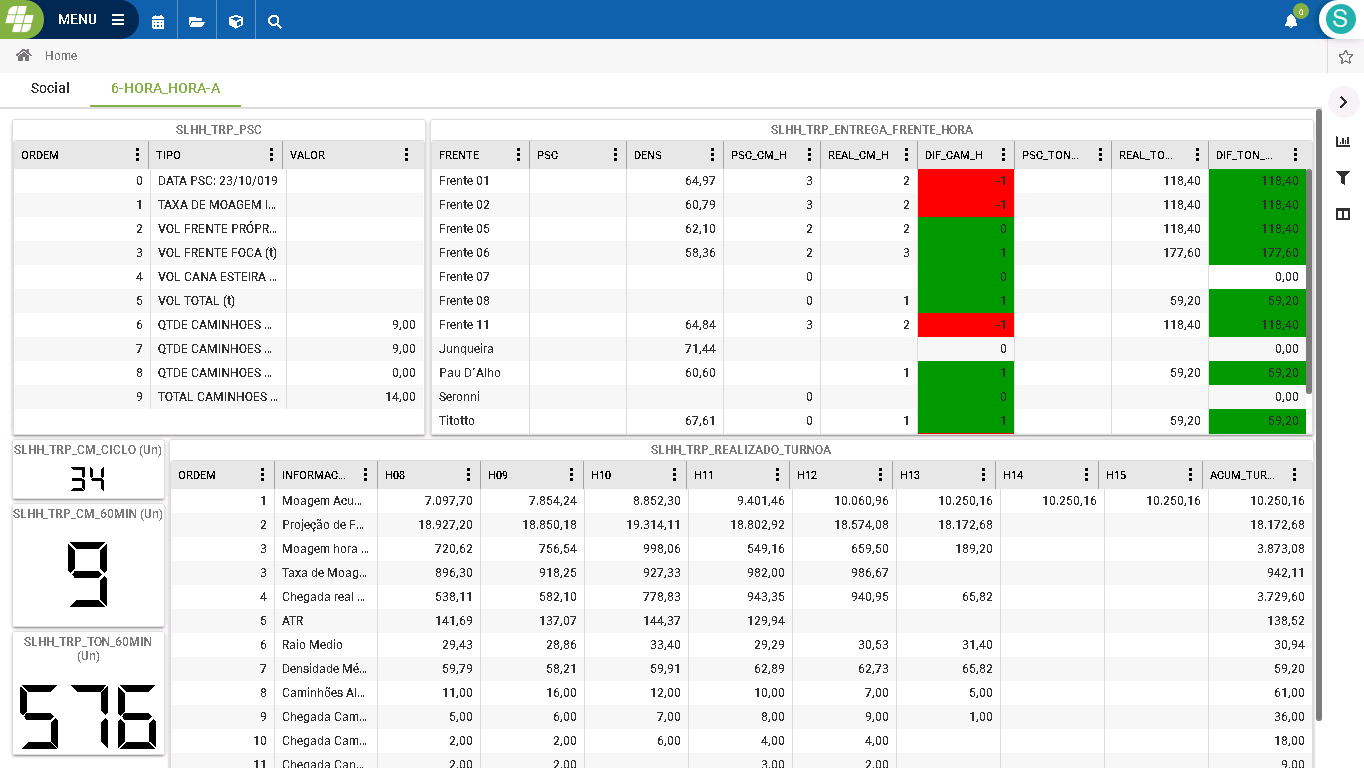 MENU
0
S
Home
Social 6-HORA_HORA-A
SLHH_TRP_PSC
ORDEM TIPO VALOR
0 DATA PSC: 23/10/019
1 TAXA DE MOAGEM I...
2 VOL FRENTE PRÓPR...
3 VOL FRENTE FOCA (t)
4 VOL CANA ESTEIRA ...
5 VOL TOTAL (t)
6 QTDE CAMINHOES ... 9,00
7 QTDE CAMINHOES ... 9,00
8 QTDE CAMINHOES ... 0,00
9 TOTAL CAMINHOES ... 14,00
SLHH_TRP_ENTREGA_FRENTE_HORA
FRENTE PSC DENS PSC_CM_H REAL_CM_H DIF_CAM_H PSC_TON... REAL_TO... DIF_TON_...
Frente 01 64,97 3 2 -1 118,40 118,40
Frente 02 60,79 3 2 -1 118,40 118,40
Frente 05 62,10 2 2 0 118,40 118,40
Frente 06 58,36 2 3 1 177,60 177,60
Frente 07 0 0 0,00
Frente 08 0 1 1 59,20 59,20
Frente 11 64,84 3 2 -1 118,40 118,40
Junqueira 71,44 0 0,00
Pau D´Alho 60,60 1 1 59,20 59,20
Seronni 0 0 0,00
Titotto 67,61 0 1 1 59,20 59,20
SLHH_TRP_CM_CICLO (Un)
34
SLHH_TRP_CM_60MIN (Un)
9
SLHH_TRP_TON_60MIN
(Un)
576
SLHH_TRP_REALIZADO_TURNOA
ORDEM INFORMAC... H08 H09 H10 H11 H12 H13 H14 H15 ACUM_TUR...
1 Moagem Acu... 7.097,70 7.854,24 8.852,30 9.401,46 10.060,96 10.250,16 10.250,16 10.250,16 10.250,16
2 Projeção de F... 18.927,20 18.850,18 19.314,11 18.802,92 18.574,08 18.172,68 18.172,68
3 Moagem hora ... 720,62 756,54 998,06 549,16 659,50 189,20 3.873,08
3 Taxa de Moag... 896,30 918,25 927,33 982,00 986,67 942,11
4 Chegada real ... 538,11 582,10 778,83 943,35 940,95 65,82 3.729,60
5 ATR 141,69 137,07 144,37 129,94 138,52
6 Raio Medio 29,43 28,86 33,40 29,29 30,53 31,40 30,94
7 Densidade Mé... 59,79 58,21 59,91 62,89 62,73 65,82 59,20
8 Caminhões Al... 11,00 16,00 12,00 10,00 7,00 5,00 61,00
9 Chegada Cam... 5,00 6,00 7,00 8,00 9,00 1,00 36,00
10 Chegada Cam... 2,00 2,00 6,00 4,00 4,00 18,00
11 Chegada Can... 2,00 2,00 3,00 2,00 9,00